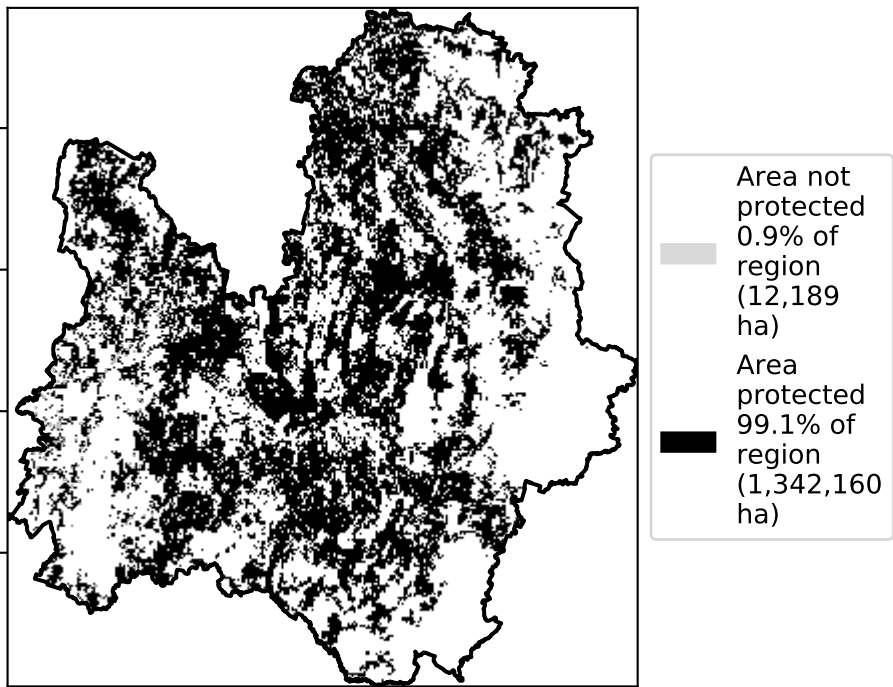 Area not
protected
0.9% of
region
(12,189
ha)
Area
protected
99.1% of
region
(1,342,160
ha)